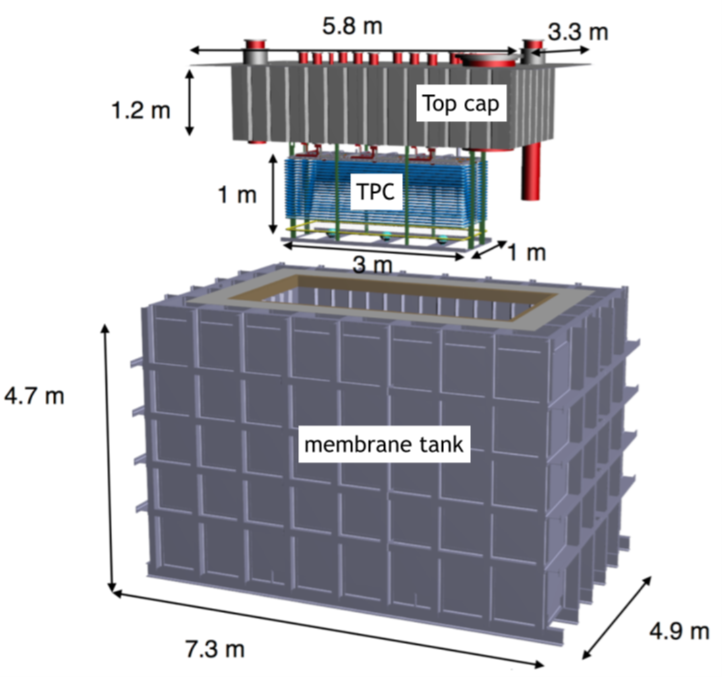 5.8 m
3.3 m
1.2 m
Top cap
1 m
TPC
1 m
3 m
4.7 m
membrane tank
4.9 m
7.3 m